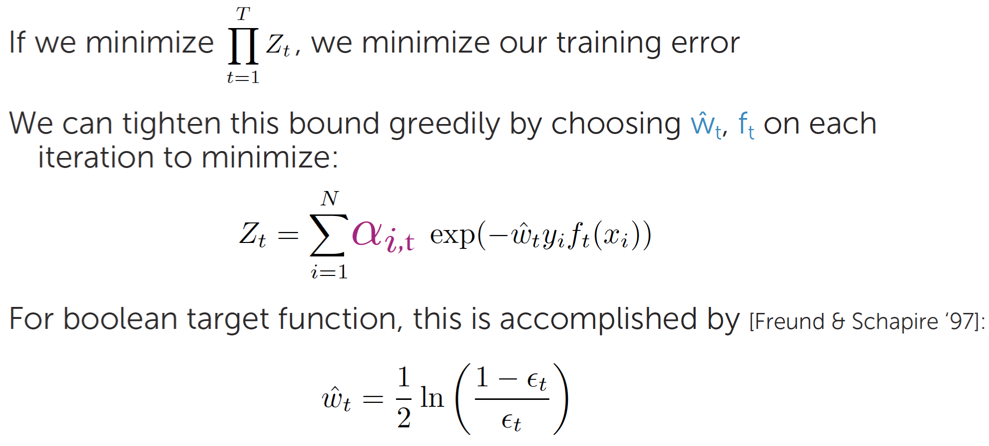 If we minimize $\prod_{t=1}^{T} Z_t$, we minimize our training error
We can tighten this bound greedily by choosing ŵ_t, f_t on each
iteration to minimize:
$Z_t = \sum_{i=1}^{N} \alpha_{i,t} \exp(-\hat{w}_t y_i f_t(x_i))$
For boolean target function, this is accomplished by [Freund & Schapire ‘97]:
$\hat{w}_t = \frac{1}{2} \ln \left( \frac{1 - \epsilon_t}{\epsilon_t} \right)$